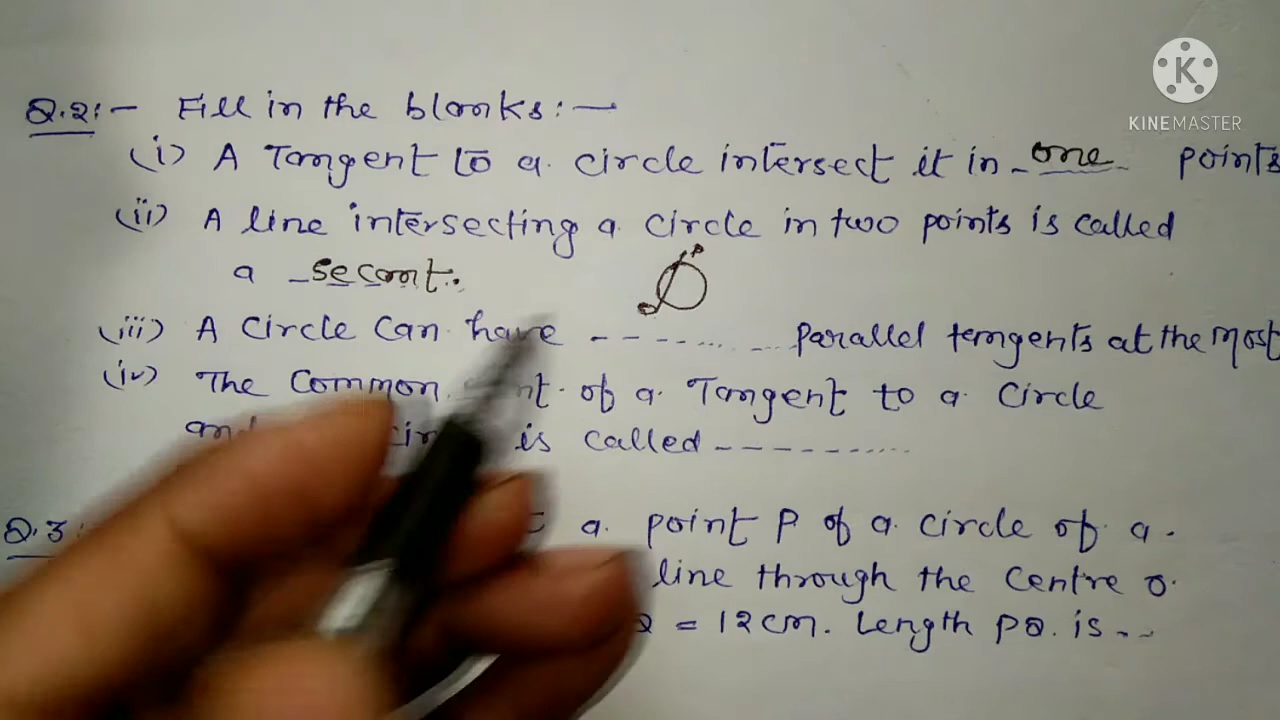 KINEMASTER
Q.2:- Fill in the blanks:-
(i) A Tangent to a circle intersect it in one points
(ii) A line intersecting a circle in two points is called
a secant.
P
(iii) A circle can have ........ parallel tangents at the most
(iv) The common of a Tangent to a circle
and is called ..........
Q.3 a point P of a circle of a
line through the centre o
= 12 cm. Length PQ is...